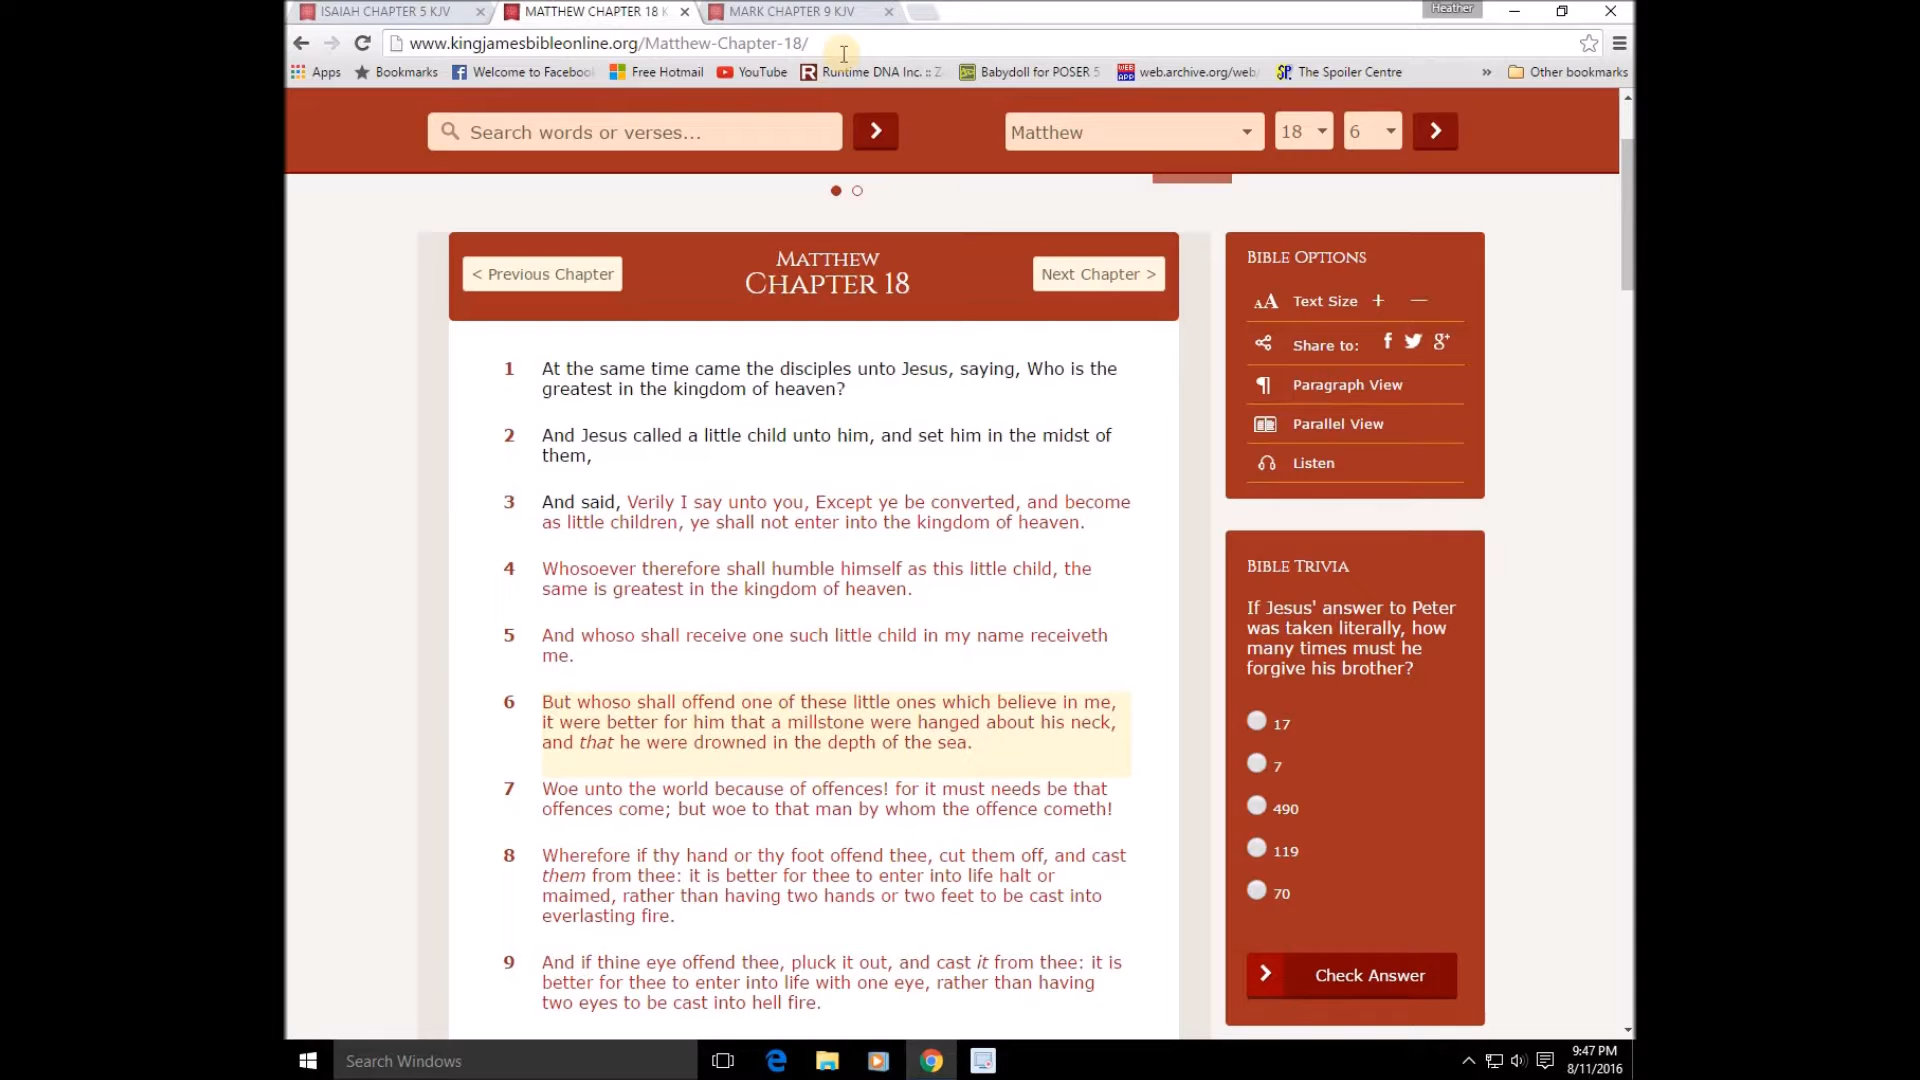 ISAIAH CHAPTER 5 KJV
MATTHEW CHAPTER 18 K
MARK CHAPTER 9 KJV
Heather
www.kingjamesbibleonline.org/Matthew-Chapter-18/
Apps
Bookmarks
Welcome to Faceboo
Free Hotmail
YouTube
Runtime DNA Inc. :: Z
Babydoll for POSER 5
web.archive.org/web/
The Spoiler Centre
»
Other bookmarks
Search words or verses...
Matthew
18
6
< Previous Chapter
MATTHEW
CHAPTER 18
Next Chapter >
1 At the same time came the disciples unto Jesus, saying, Who is the
greatest in the kingdom of heaven?
2 And Jesus called a little child unto him, and set him in the midst of
them,
3 And said, Verily I say unto you, Except ye be converted, and become
as little children, ye shall not enter into the kingdom of heaven.
4 Whosoever therefore shall humble himself as this little child, the
same is greatest in the kingdom of heaven.
5 And whoso shall receive one such little child in my name receiveth
me.
6 But whoso shall offend one of these little ones which believe in me,
it were better for him that a millstone were hanged about his neck,
and that he were drowned in the depth of the sea.
7 Woe unto the world because of offences! for it must needs be that
offences come; but woe to that man by whom the offence cometh!
8 Wherefore if thy hand or thy foot offend thee, cut them off, and cast
them from thee: it is better for thee to enter into life halt or
maimed, rather than having two hands or two feet to be cast into
everlasting fire.
9 And if thine eye offend thee, pluck it out, and cast it from thee: it is
better for thee to enter into life with one eye, rather than having
two eyes to be cast into hell fire.
BIBLE OPTIONS
AA Text Size + —
Share to: f g+
¶ Paragraph View
Parallel View
Listen
BIBLE TRIVIA
If Jesus' answer to Peter
was taken literally, how
many times must he
forgive his brother?
17
7
490
119
70
Check Answer
Search Windows
9:47 PM
8/11/2016